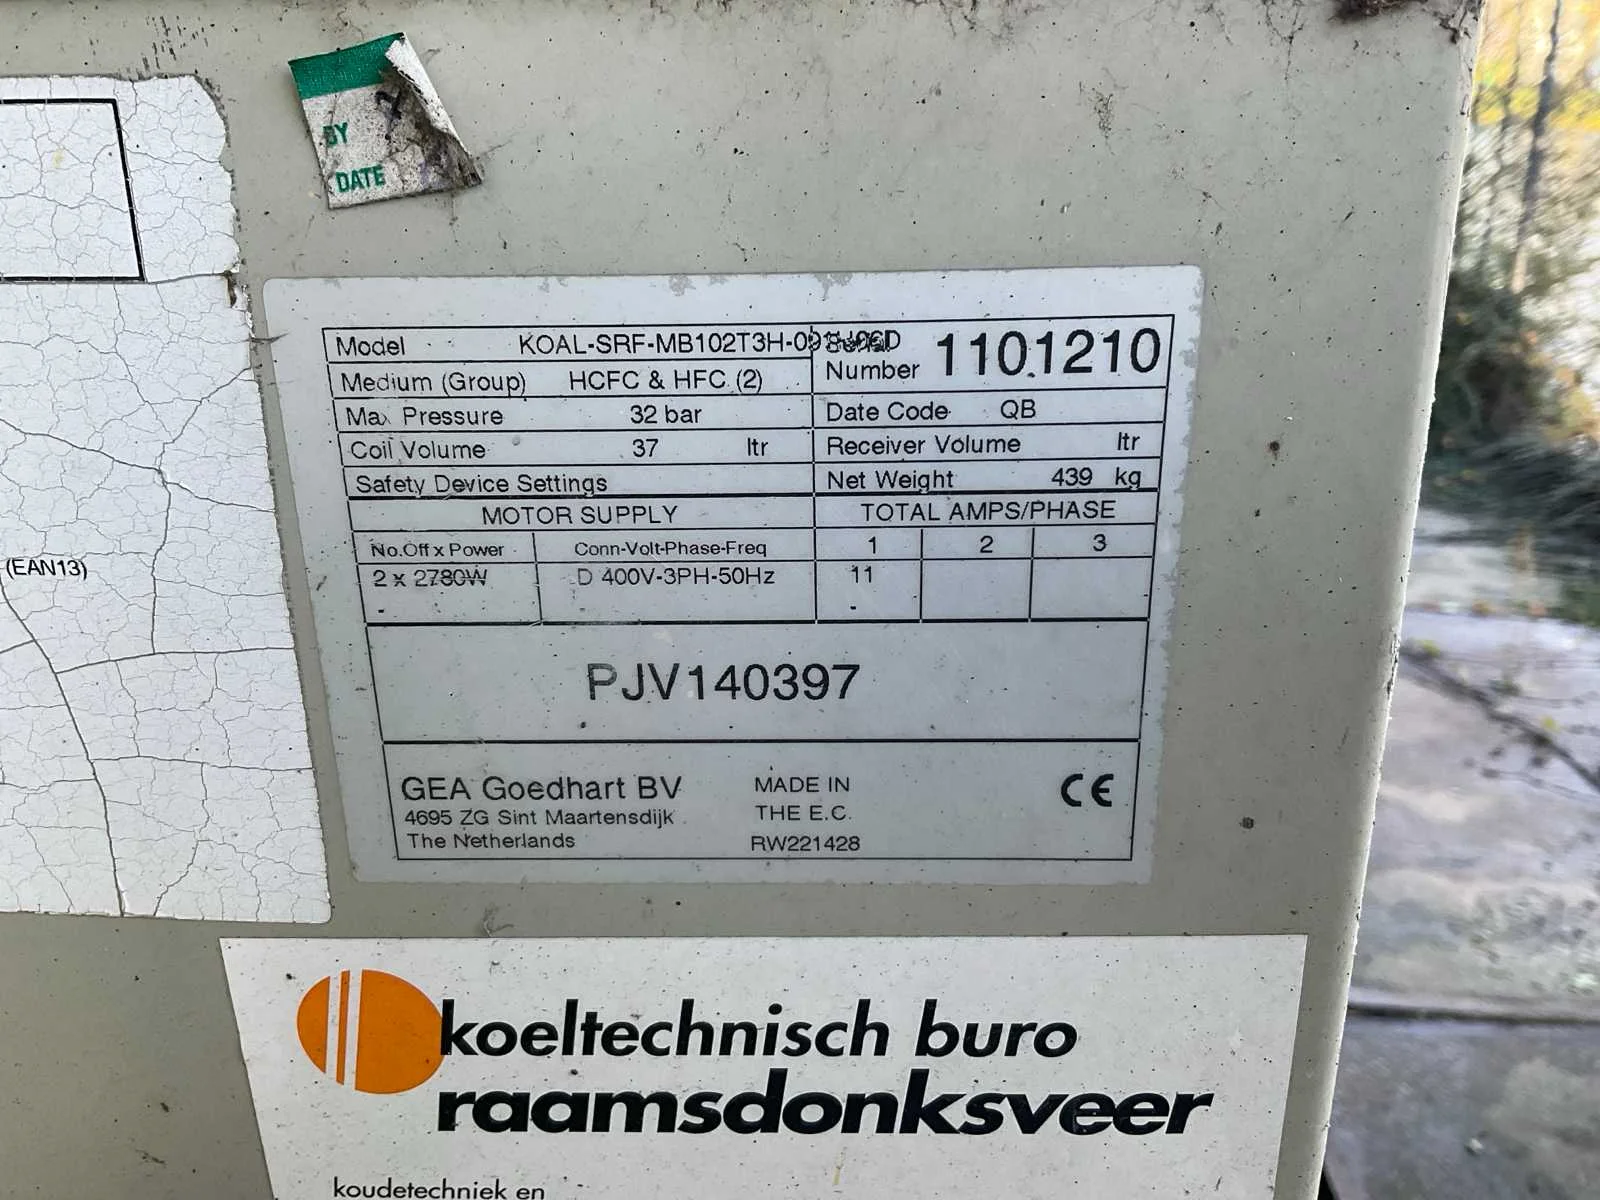 BY
DATE
(EAN13)
Model KOAL-SRF-MB102T3H-091-J06D
Serial Number 1101210
Medium (Group) HCFC & HFC (2)
Max Pressure 32 bar
Date Code QB
Coil Volume 37 ltr
Receiver Volume ltr
Safety Device Settings
Net Weight 439 kg
MOTOR SUPPLY
TOTAL AMPS/PHASE
No.Off x Power Conn-Volt-Phase-Freq 1 2 3
2 x 2780W D 400V-3PH-50Hz 11
- -
PJV140397
GEA Goedhart BV
4695 ZG Sint Maartensdijk
The Netherlands
MADE IN
THE E.C.
RW221428
CE
koeltechnisch buro
raamsdonksveer
koudetechniek en